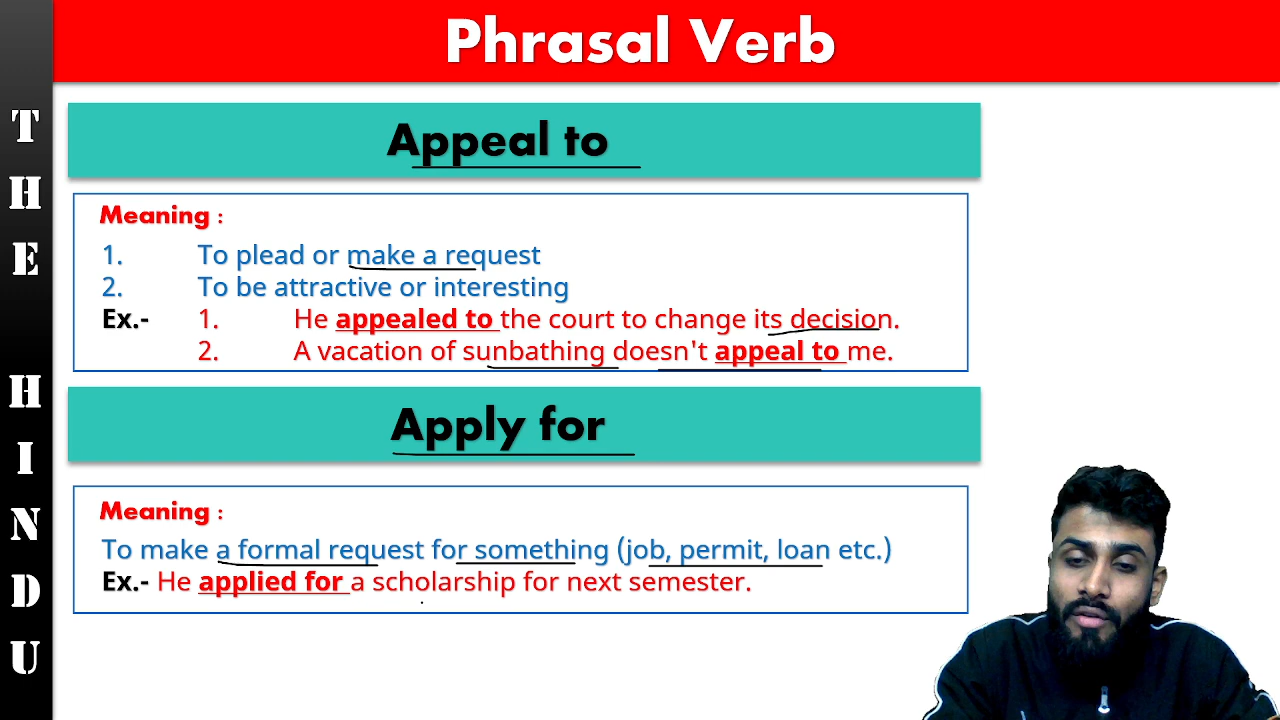 Phrasal Verb
THE HINDU
Appeal to
Meaning :
1. To plead or make a request
2. To be attractive or interesting
Ex.- 1. He appealed to the court to change its decision.
2. A vacation of sunbathing doesn't appeal to me.
Apply for
Meaning :
To make a formal request for something (job, permit, loan etc.)
Ex.- He applied for a scholarship for next semester.